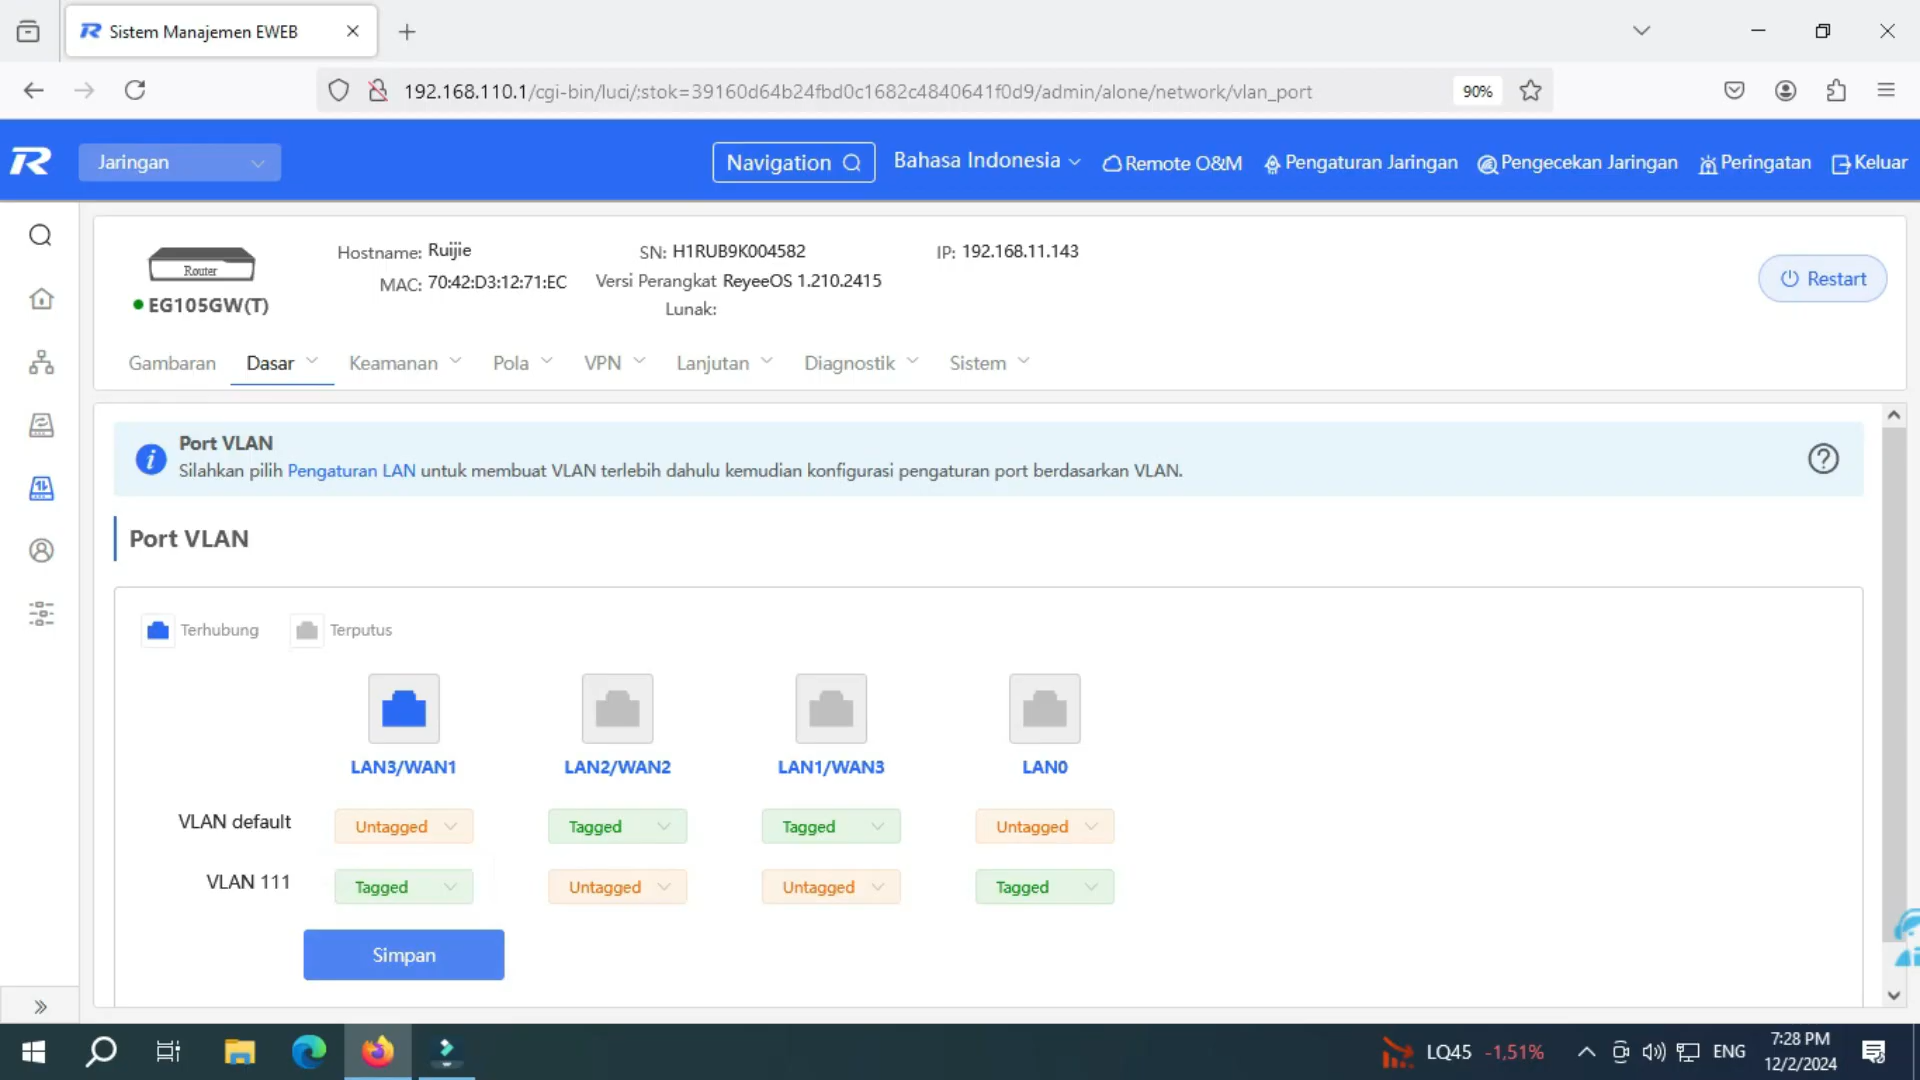 Sistem Manajemen EWEB
192.168.110.1/cgi-bin/luci/;stok=39160d64b24fbd0c1682c4840641f0d9/admin/alone/network/vlan_port
90%
Jaringan
Navigation
Bahasa Indonesia
Remote O&M
Pengaturan Jaringan
Pengecekan Jaringan
Peringatan
Keluar
Router
EG105GW(T)
Hostname: Ruijie
SN: H1RUB9K004582
IP: 192.168.11.143
MAC: 70:42:D3:12:71:EC
Versi Perangkat ReyeeOS 1.210.2415
Lunak:
Restart
Gambaran
Dasar
Keamanan
Pola
VPN
Lanjutan
Diagnostik
Sistem
Port VLAN
Silahkan pilih Pengaturan LAN untuk membuat VLAN terlebih dahulu kemudian konfigurasi pengaturan port berdasarkan VLAN.
Port VLAN
Terhubung
Terputus
LAN3/WAN1
LAN2/WAN2
LAN1/WAN3
LAN0
VLAN default
Untagged
Tagged
Tagged
Untagged
VLAN 111
Tagged
Untagged
Untagged
Tagged
Simpan
LQ45 -1,51%
ENG
7:28 PM
12/2/2024